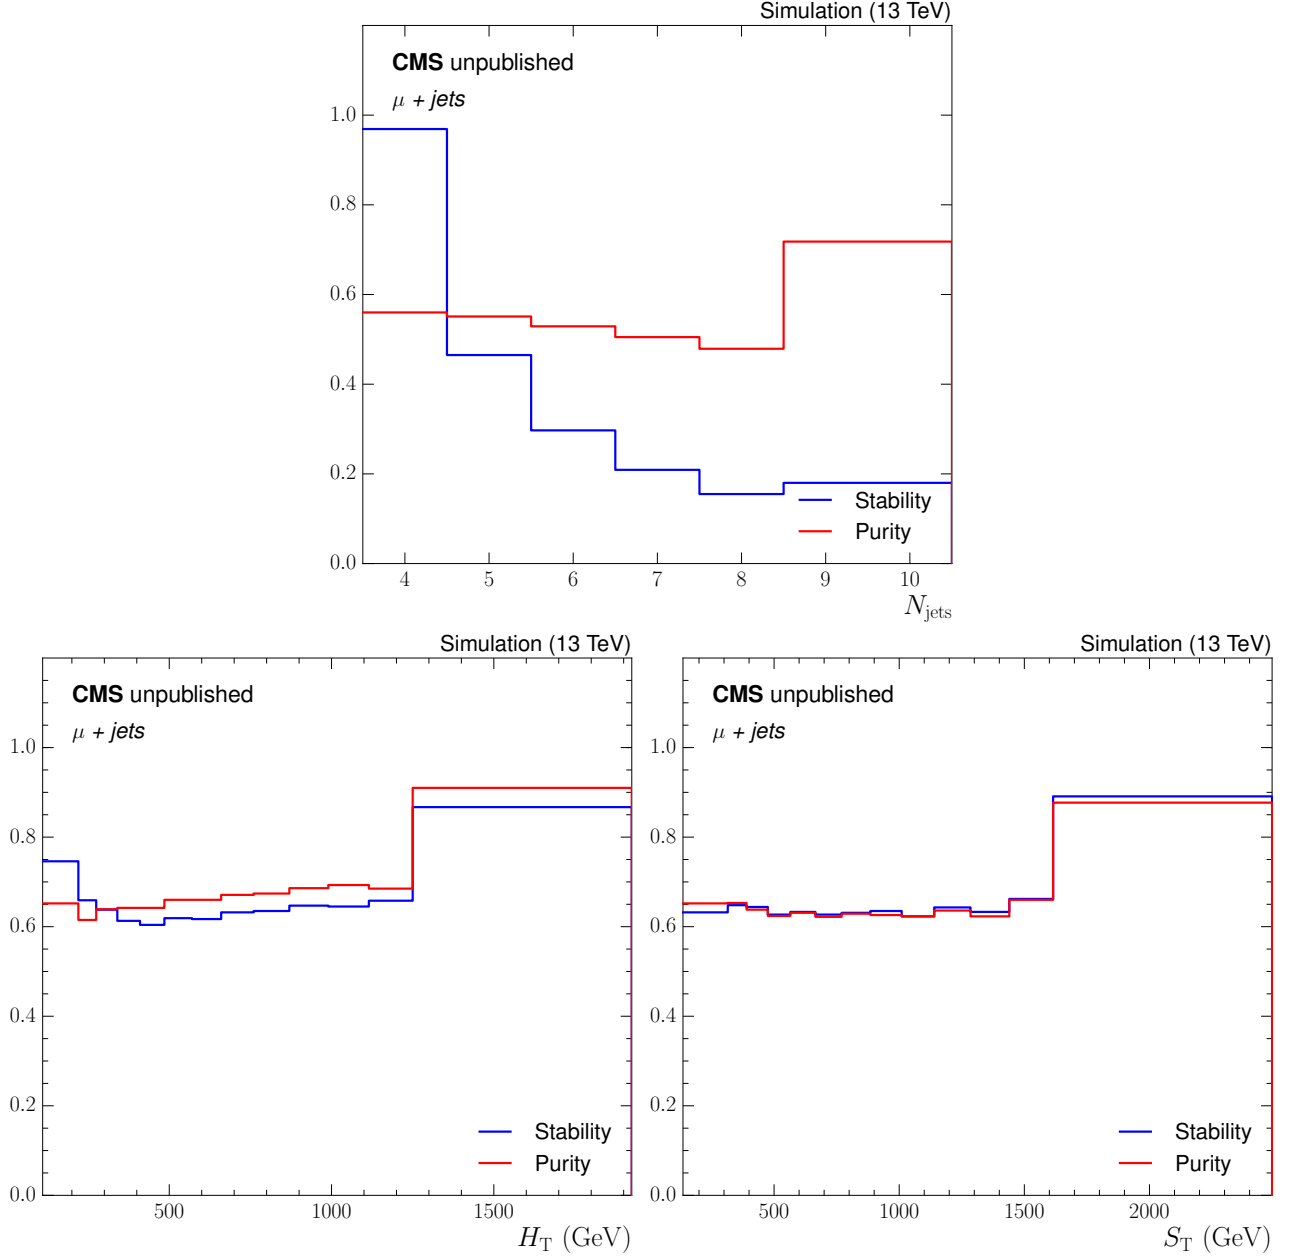 Simulation (13 TeV)
CMS unpublished
μ + jets
1.0
0.8
0.6
0.4
0.2
0.0
Stability
Purity
4 5 6 7 8 9 10
N_jets
Simulation (13 TeV)
CMS unpublished
μ + jets
1.0
0.8
0.6
0.4
0.2
0.0
Stability
Purity
500 1000 1500
H_T (GeV)
Simulation (13 TeV)
CMS unpublished
μ + jets
1.0
0.8
0.6
0.4
0.2
0.0
Stability
Purity
500 1000 1500 2000
S_T (GeV)